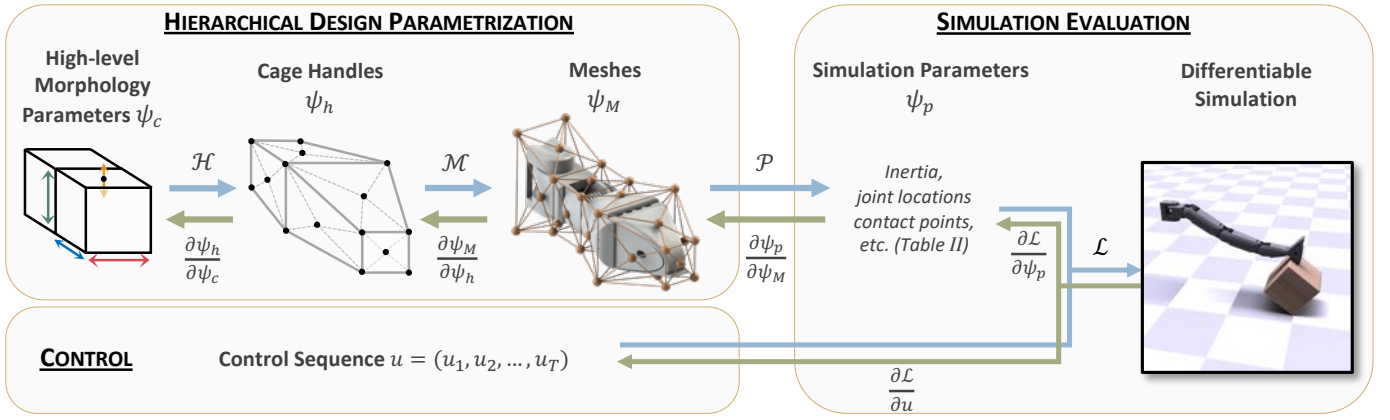 HIERARCHICAL DESIGN PARAMETRIZATION
High-level
Morphology
Parameters ψ_c
Cage Handles
ψ_h
Meshes
ψ_M
ℋ
ℳ
𝒫
∂ψ_h
∂ψ_c
∂ψ_M
∂ψ_h
∂ψ_p
∂ψ_M
SIMULATION EVALUATION
Simulation Parameters
ψ_p
Differentiable
Simulation
Inertia,
joint locations
contact points,
etc. (Table II)
∂ℒ
∂ψ_p
ℒ
CONTROL
Control Sequence u = (u_1, u_2, … , u_T)
∂ℒ
∂u